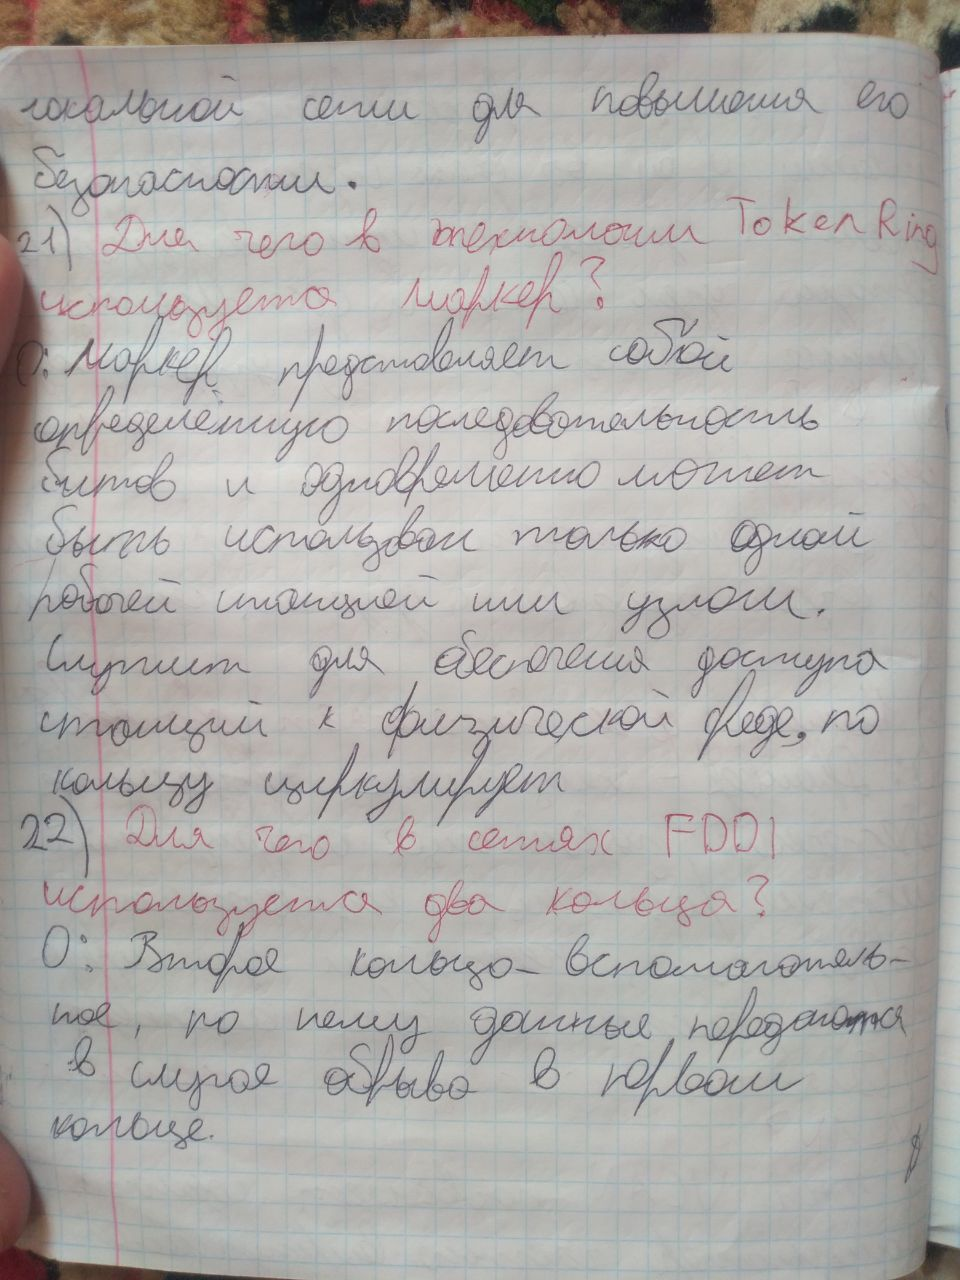 локальной сети для повышения его
безопасности.
21) Для чего в технологии Token Ring
используется маркер?
О: Маркер представляет собой
определённую последовательность
битов и одновременно может
быть использован только одной
рабочей станцией или узлом.
Служит для обеспечения доступа
станций к физической среде, по
кольцу циркулирует
22) Для чего в сетях FDDI
используется два кольца?
О: Второе кольцо - вспомогатель-
ное, по нему данные передаются
в случае обрыва в первом
кольце.